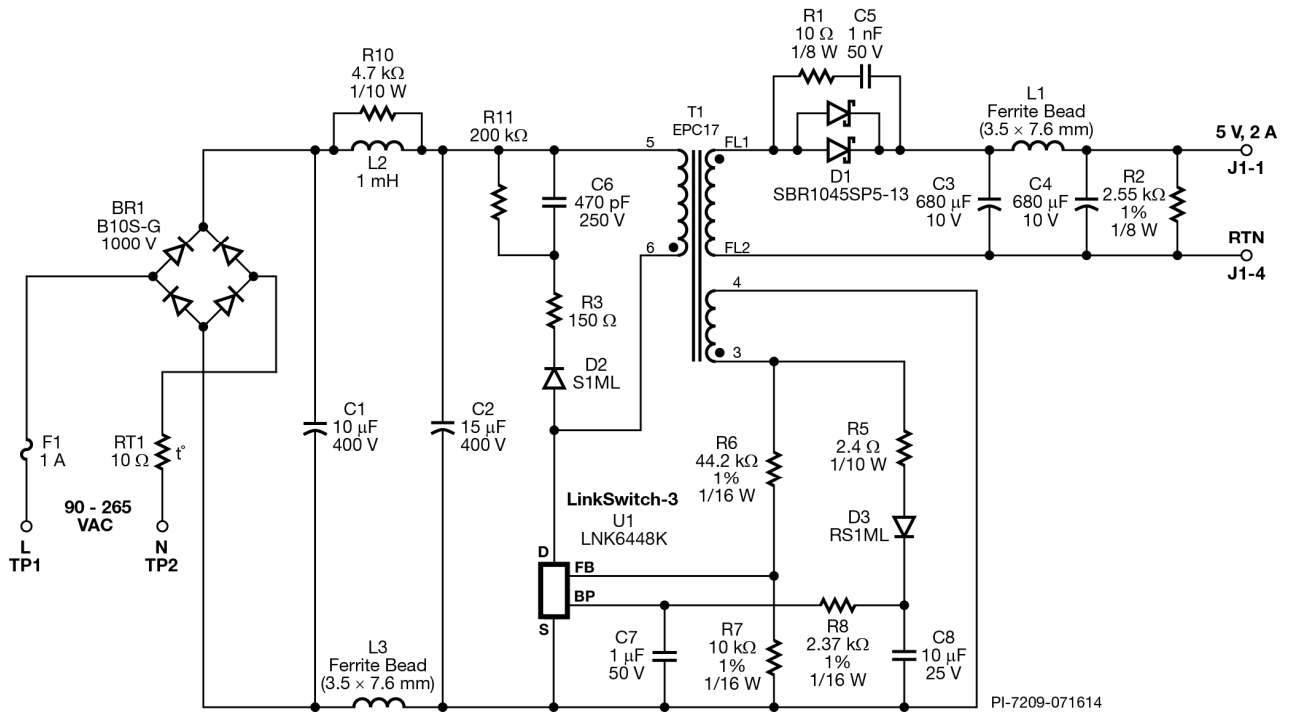 R1
10 Ω
1/8 W
C5
1 nF
50 V
R10
4.7 kΩ
1/10 W
L2
1 mH
R11
200 kΩ
C6
470 pF
250 V
T1
EPC17
5
6
FL1
FL2
4
3
D1
SBR1045SP5-13
L1
Ferrite Bead
(3.5 × 7.6 mm)
5 V, 2 A
J1-1
C3
680 μF
10 V
C4
680 μF
10 V
R2
2.55 kΩ
1%
1/8 W
RTN
J1-4
BR1
B10S-G
1000 V
R3
150 Ω
D2
S1ML
C1
10 μF
400 V
C2
15 μF
400 V
F1
1 A
RT1
10 Ω
t°
90 - 265
VAC
L
TP1
N
TP2
R6
44.2 kΩ
1%
1/16 W
R5
2.4 Ω
1/10 W
D3
RS1ML
LinkSwitch-3
U1
LNK6448K
D
FB
BP
S
C7
1 μF
50 V
R7
10 kΩ
1%
1/16 W
R8
2.37 kΩ
1%
1/16 W
C8
10 μF
25 V
L3
Ferrite Bead
(3.5 × 7.6 mm)
PI-7209-071614